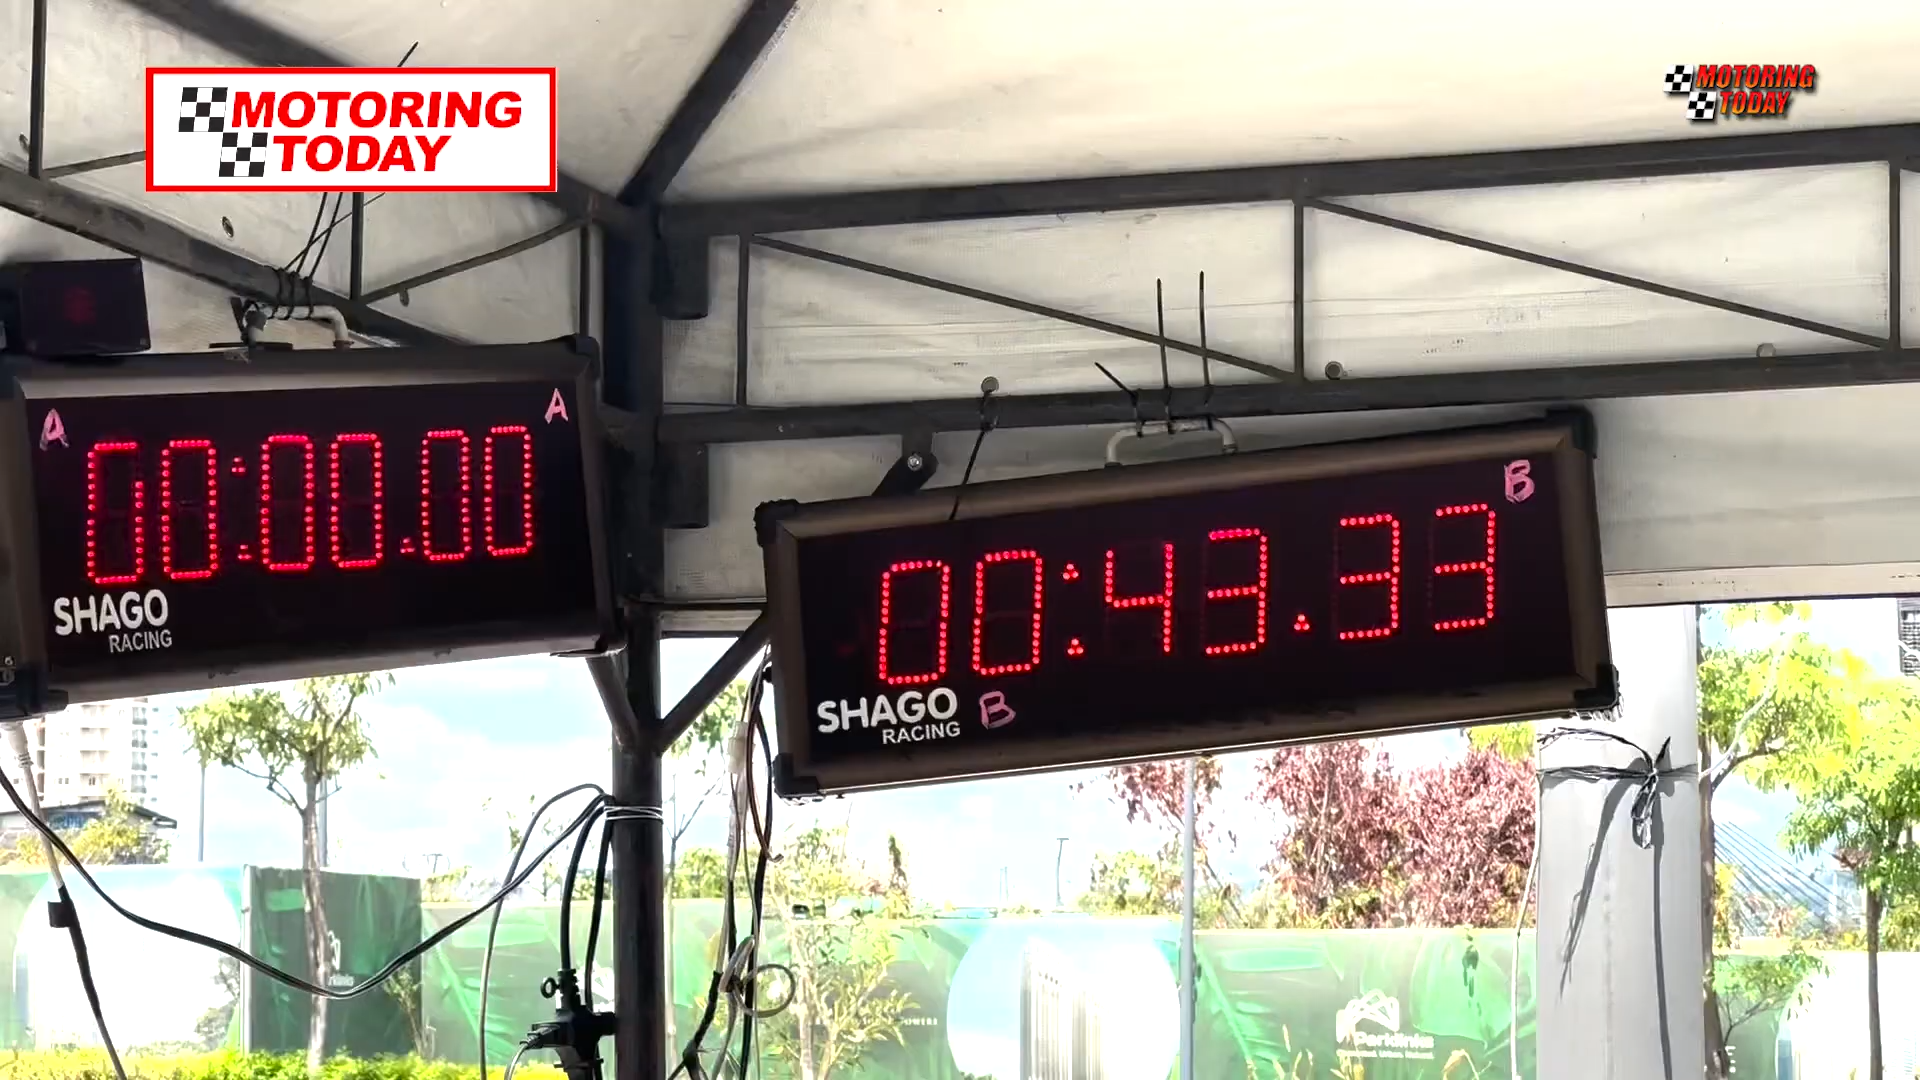 MOTORING
TODAY
MOTORING
TODAY
A
A
00:00.00
SHAGO
RACING
B
00:43.33
SHAGO
RACING
B